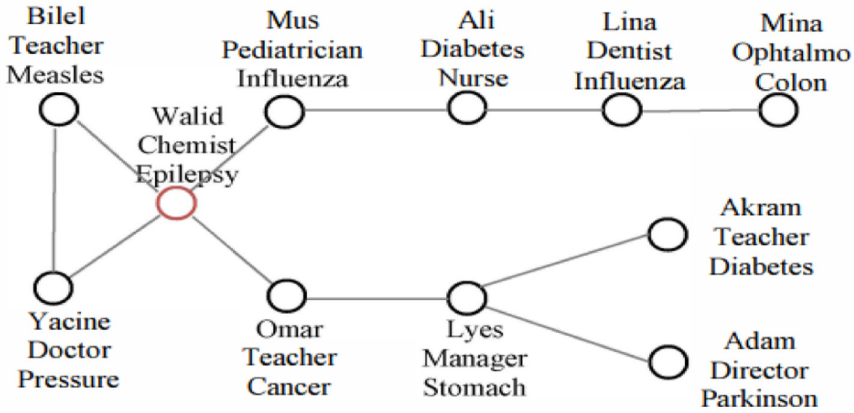 Bilel
Teacher
Measles
Mus
Pediatrician
Influenza
Ali
Diabetes
Nurse
Lina
Dentist
Influenza
Mina
Ophtalmo
Colon
Walid
Chemist
Epilepsy
Akram
Teacher
Diabetes
Yacine
Doctor
Pressure
Omar
Teacher
Cancer
Lyes
Manager
Stomach
Adam
Director
Parkinson